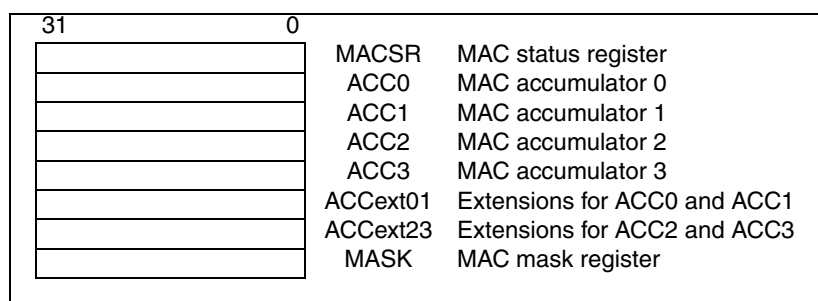 31 0
MACSR MAC status register
ACC0 MAC accumulator 0
ACC1 MAC accumulator 1
ACC2 MAC accumulator 2
ACC3 MAC accumulator 3
ACCext01 Extensions for ACC0 and ACC1
ACCext23 Extensions for ACC2 and ACC3
MASK MAC mask register